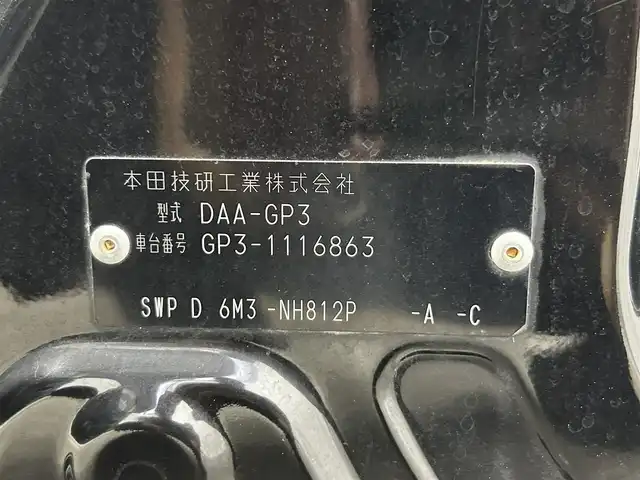 本田技研工業株式会社
型式 DAA-GP3
車台番号 GP3-1116863
SWP D 6M3 -NH812P -A -C